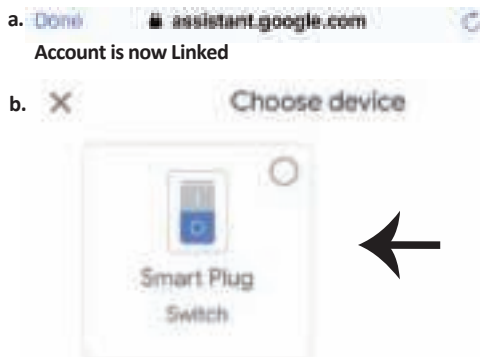 a. Done assistant.google.com
Account is now Linked
b. Choose device
Smart Plug
Switch